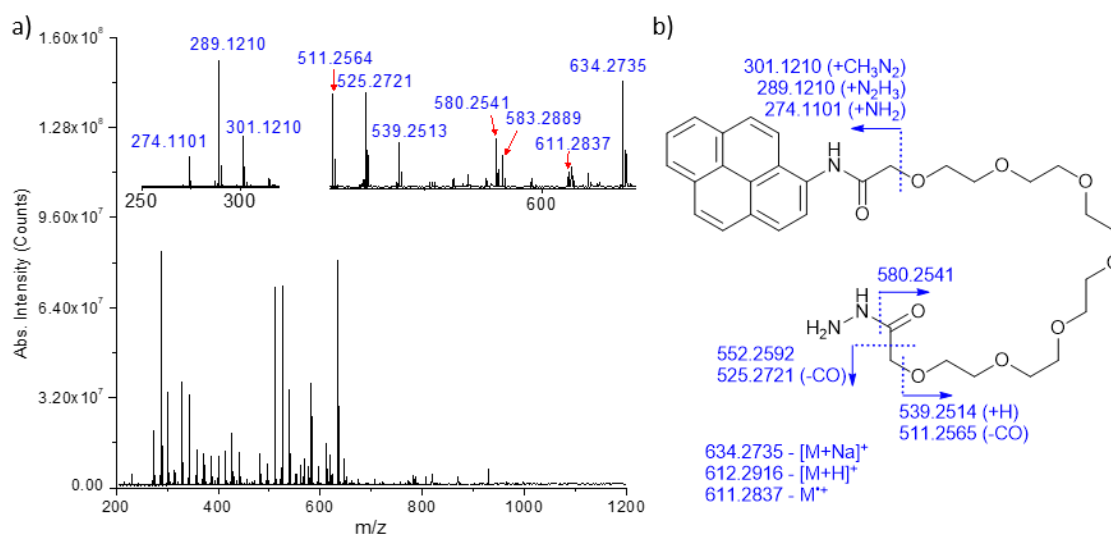 a)
1.60x10⁸
1.28x10⁸
9.60x10⁷
6.40x10⁷
3.20x10⁷
0.00
Abs. Intensity (Counts)
289.1210
274.1101
301.1210
250
300
511.2564
525.2721
539.2513
580.2541
583.2889
611.2837
634.2735
600
200
400
600
800
1000
1200
m/z
b)
301.1210 (+CH₃N₂)
289.1210 (+N₂H₃)
274.1101 (+NH₂)
H
N
O
O
O
O
O
O
O
O
580.2541
H
N
H₂N
O
552.2592
525.2721 (-CO)
539.2514 (+H)
511.2565 (-CO)
634.2735 - [M+Na]⁺
612.2916 - [M+H]⁺
611.2837 - M•⁺